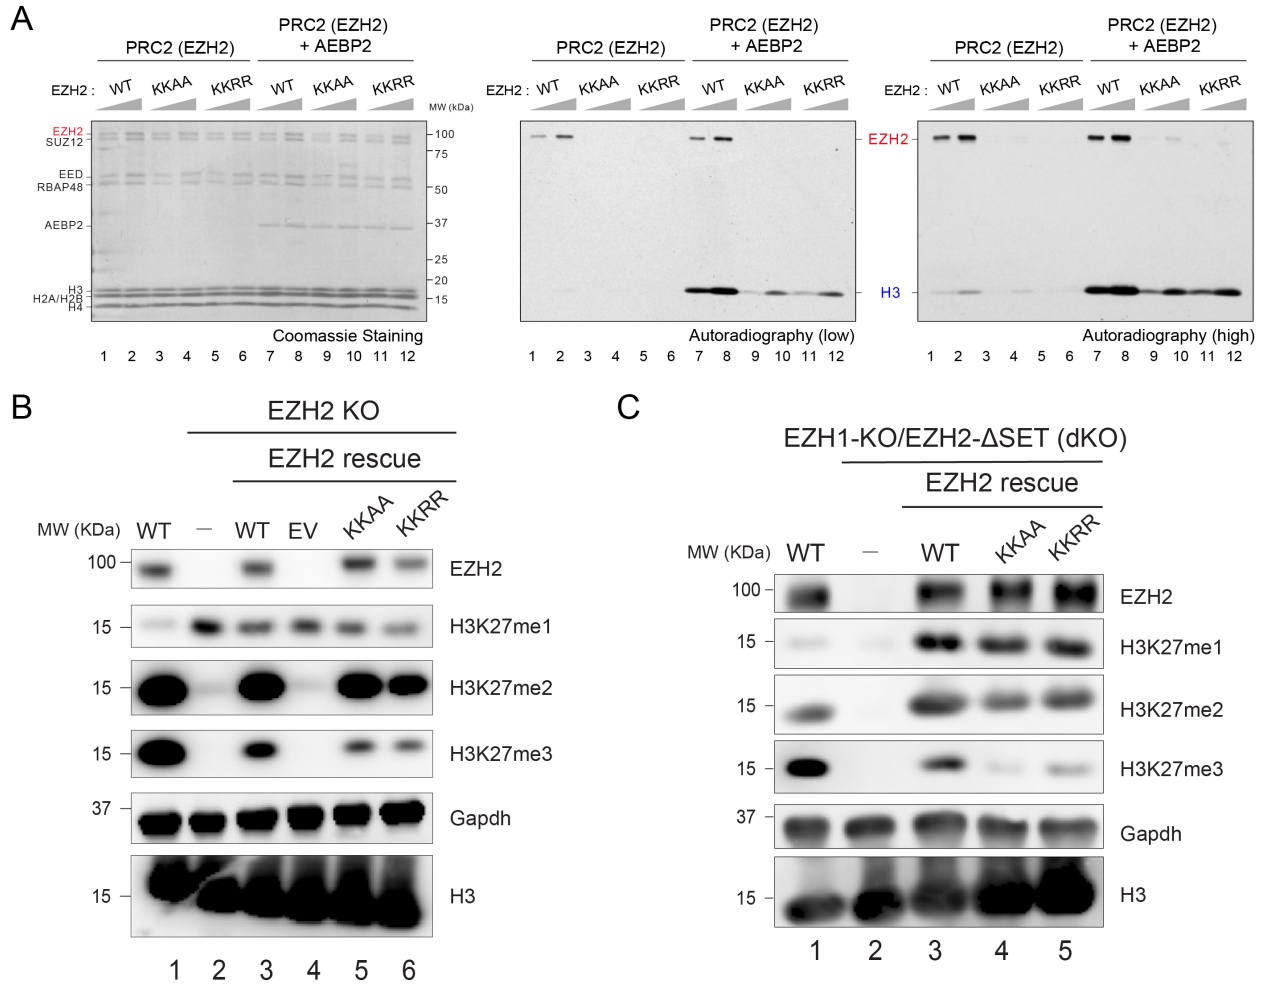 A
PRC2 (EZH2)
PRC2 (EZH2)
+ AEBP2
EZH2 :
WT
KKAA
KKRR
WT
KKAA
KKRR
MW (kDa)
EZH2
SUZ12
EED
RBAP48
AEBP2
H3
H2A/H2B
H4
100
75
50
37
25
20
15
Coomassie Staining
1 2 3 4 5 6 7 8 9 10 11 12
PRC2 (EZH2)
PRC2 (EZH2)
+ AEBP2
EZH2 :
WT
KKAA
KKRR
WT
KKAA
KKRR
EZH2
H3
Autoradiography (low)
1 2 3 4 5 6 7 8 9 10 11 12
PRC2 (EZH2)
PRC2 (EZH2)
+ AEBP2
EZH2 :
WT
KKAA
KKRR
WT
KKAA
KKRR
Autoradiography (high)
1 2 3 4 5 6 7 8 9 10 11 12
B
EZH2 KO
EZH2 rescue
MW (KDa) WT – WT EV KKAA KKRR
100 EZH2
15 H3K27me1
15 H3K27me2
15 H3K27me3
37 Gapdh
15 H3
1 2 3 4 5 6
C
EZH1-KO/EZH2-ΔSET (dKO)
EZH2 rescue
MW (KDa) WT – WT KKAA KKRR
100 EZH2
15 H3K27me1
15 H3K27me2
15 H3K27me3
37 Gapdh
15 H3
1 2 3 4 5